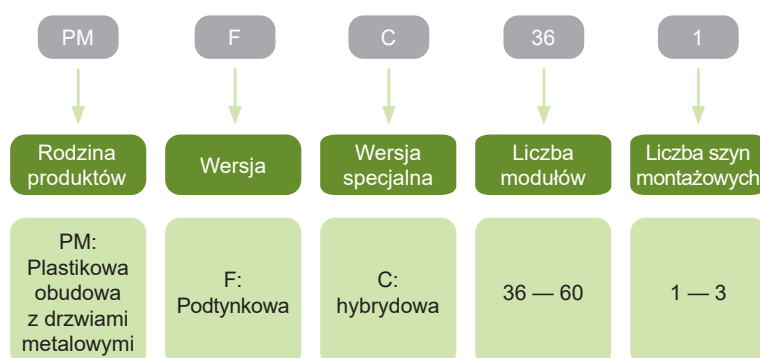 PM F C 36 1
Rodzina produktów
Wersja
Wersja specjalna
Liczba modułów
Liczba szyn montażowych
PM:
Plastikowa
obudowa
z drzwiami
metalowymi
F:
Podtynkowa
C:
hybrydowa
36 — 60
1 — 3